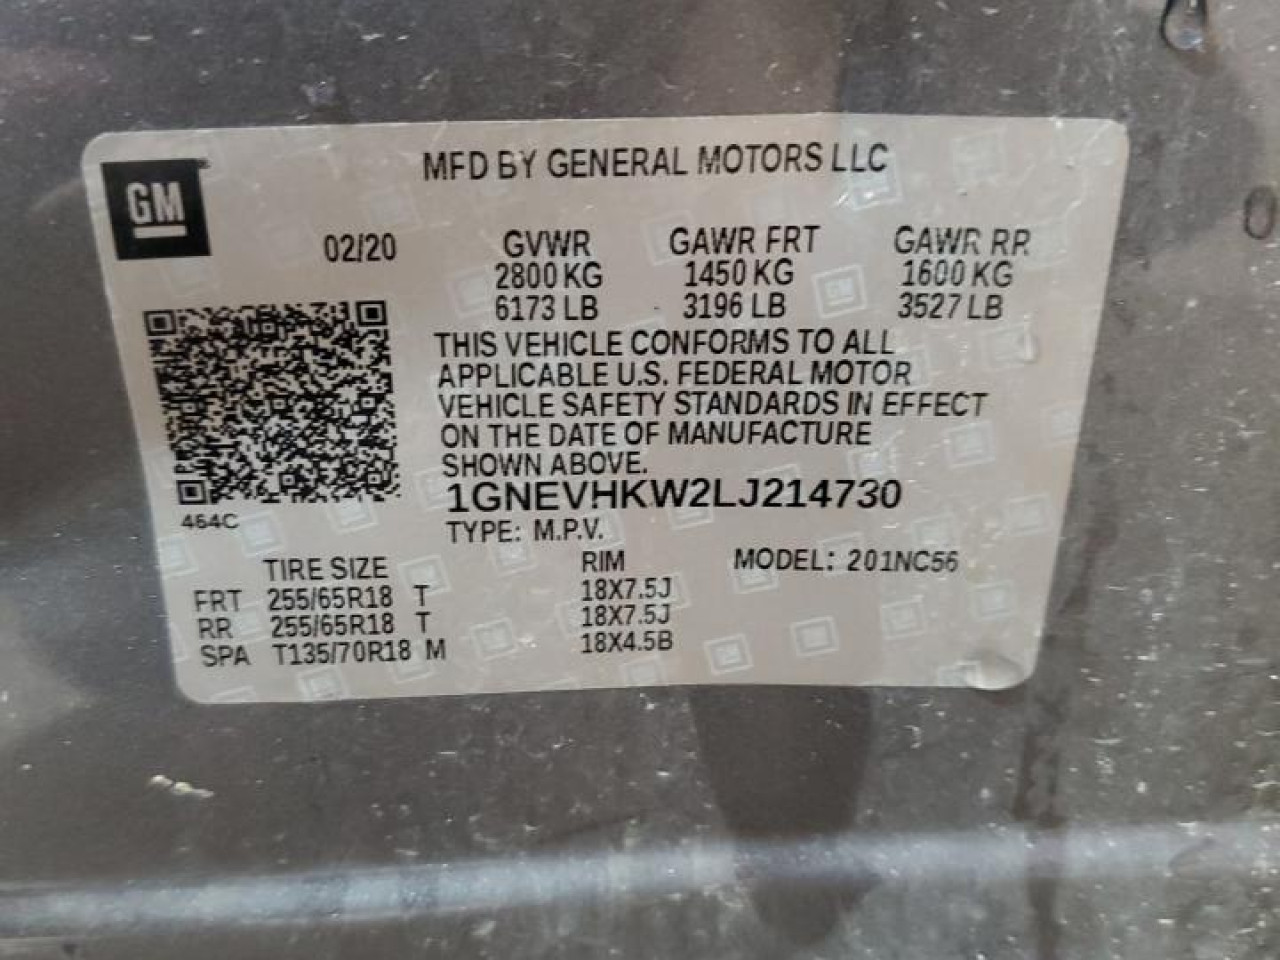 MFD BY GENERAL MOTORS LLC
GM
02/20 GVWR GAWR FRT GAWR RR
2800 KG 1450 KG 1600 KG
6173 LB 3196 LB 3527 LB
THIS VEHICLE CONFORMS TO ALL
APPLICABLE U.S. FEDERAL MOTOR
VEHICLE SAFETY STANDARDS IN EFFECT
ON THE DATE OF MANUFACTURE
SHOWN ABOVE.
1GNEVHKW2LJ214730
464C
TYPE: M.P.V.
TIRE SIZE RIM MODEL: 201NC56
FRT 255/65R18 T 18X7.5J
RR 255/65R18 T 18X7.5J
SPA T135/70R18 M 18X4.5B